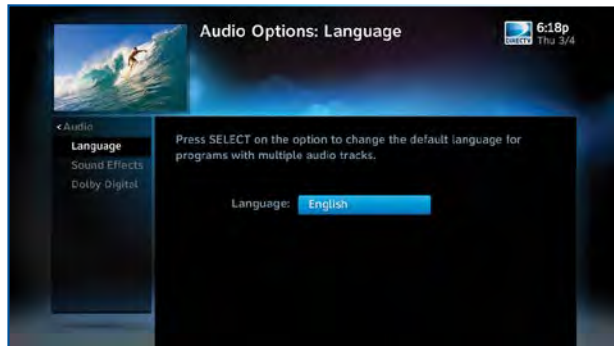 Audio Options: Language
DIRECTV
6:18p
Thu 3/4
<Audio
Language
Sound Effects
Dolby Digital
Press SELECT on the option to change the default language for
programs with multiple audio tracks.
Language: English